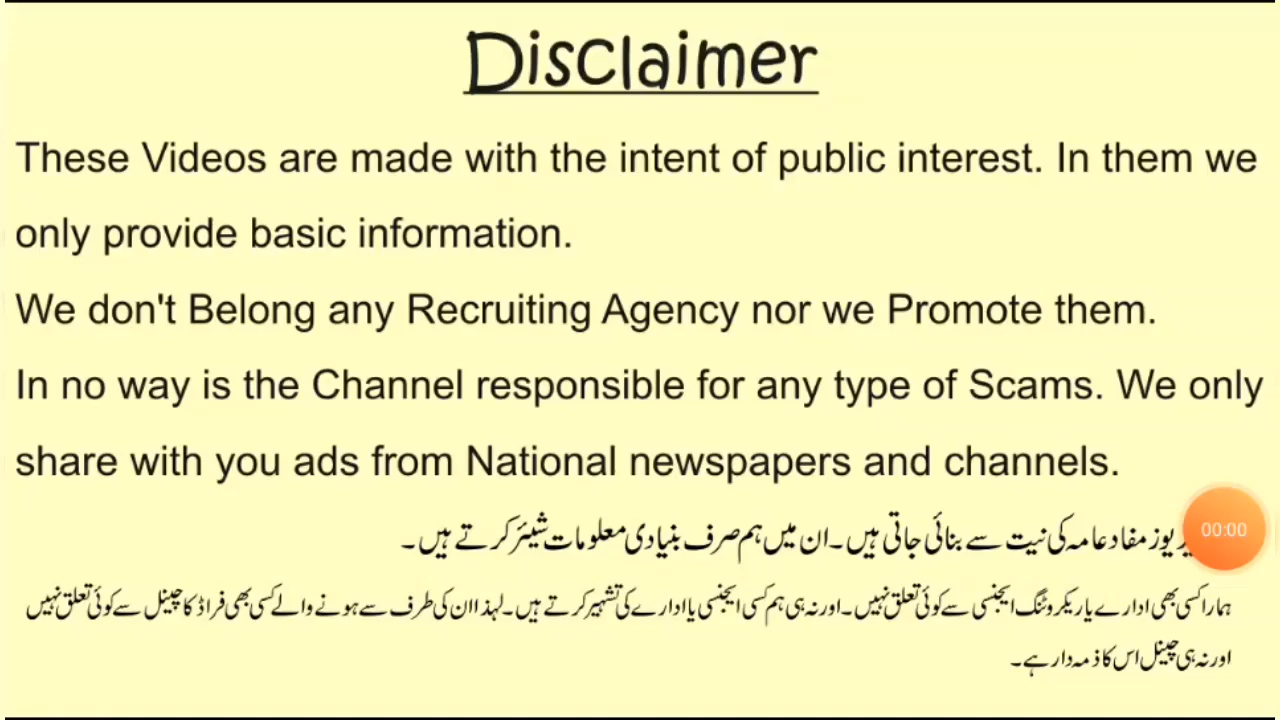 Disclaimer
These Videos are made with the intent of public interest. In them we
only provide basic information.
We don't Belong any Recruiting Agency nor we Promote them.
In no way is the Channel responsible for any type of Scams. We only
share with you ads from National newspapers and channels.
مفاد عامہ کی نیت سے بنائی جاتی ہیں۔ ان میں ہم صرف بنیادی معلومات شیئر کرتے ہیں۔
00:00
ہمارا کسی بھی ادارے یا ریکروٹنگ ایجنسی سے کوئی تعلق نہیں۔ اور نہ ہی ہم کسی ایجنسی یا ادارے کی تشہیر کرتے ہیں۔ لہذا ان کی طرف سے ہونے والے کسی بھی فراڈ کا چینل سے کوئی تعلق نہیں
اور نہ ہی چینل اس کا ذمہ دار ہے۔